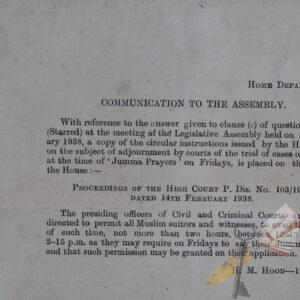 HOME DEPA
COMMUNICATION TO THE ASSEMBLY.
With reference to the answer given to clause (c) of questio
(Starred) at the meeting of the Legislative Assembly held on
ary 1938, a copy of the circular instructions issued by the H
on the subject of adjournment by courts of the trial of cases o
at the time of 'Jumma Prayers' on Fridays, is placed on the
the House :—
PROCEEDINGS OF THE HIGH COURT P. DIS. NO. 103/19
DATED 14TH FEBRUARY 1938.
The presiding officers of Civil and Criminal Courts a
directed to permit all Muslim suitors and witnesses, to avai
of such time, not more than two hours, between
2-15 p.m. as they may require on Fridays to say their
and that such permission may be granted on their application.
H. M. HOOD—1